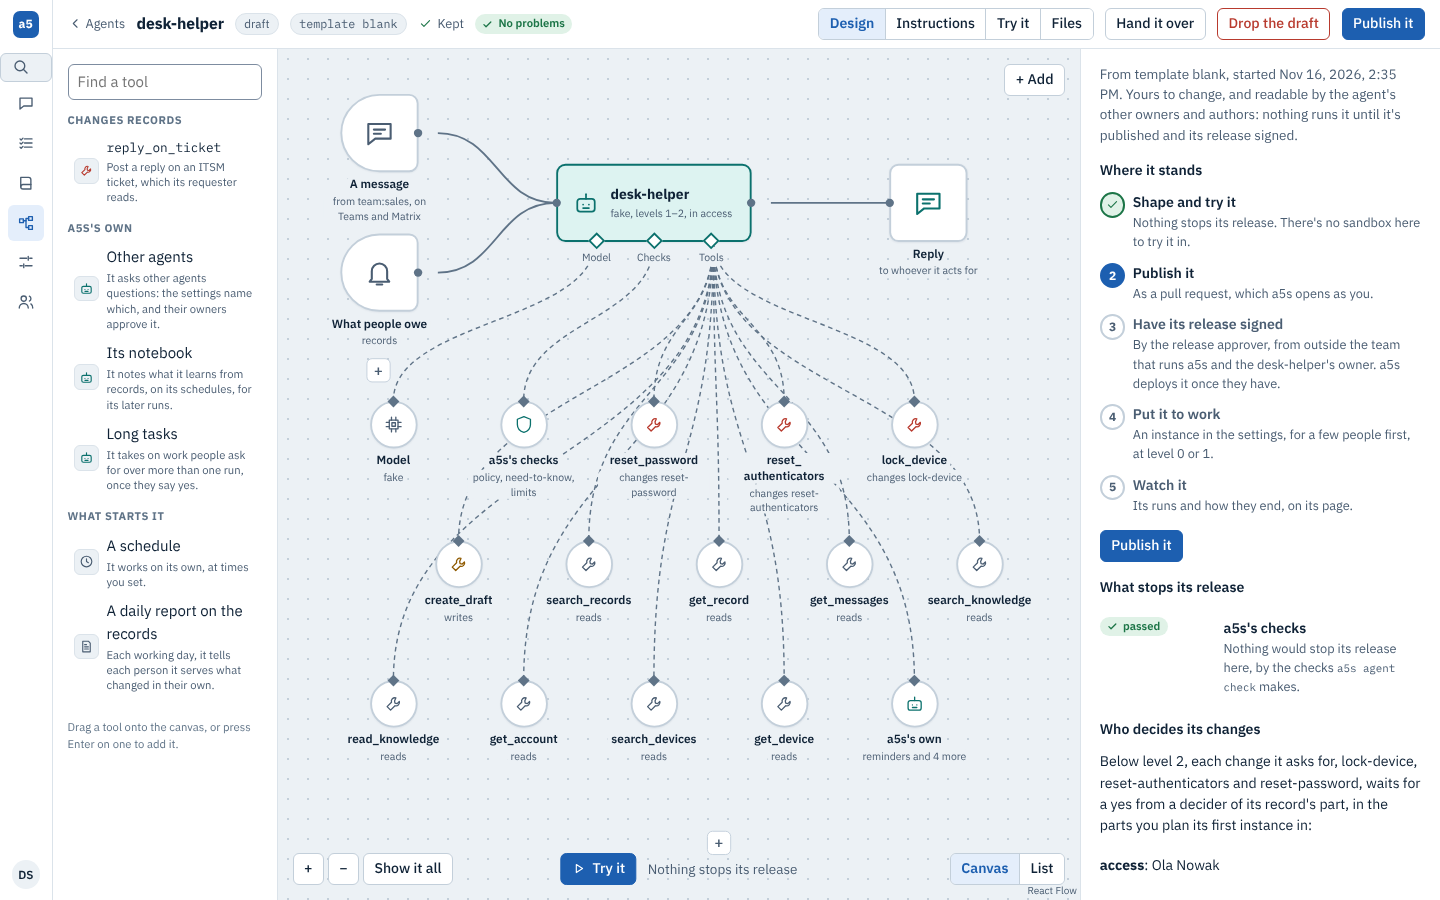 a5
Agents
desk-helper
draft
template blank
Kept
No problems
Design
Instructions
Try it
Files
Hand it over
Drop the draft
Publish it
Find a tool
CHANGES RECORDS
reply_on_ticket
Post a reply on an ITSM
ticket, which its requester
reads.
A5S'S OWN
Other agents
It asks other agents
questions: the settings name
which, and their owners
approve it.
Its notebook
It notes what it learns from
records, on its schedules, for
its later runs.
Long tasks
It takes on work people ask
for over more than one run,
once they say yes.
WHAT STARTS IT
A schedule
It works on its own, at times
you set.
A daily report on the
records
Each working day, it tells
each person it serves what
changed in their own.
Drag a tool onto the canvas, or press
Enter on one to add it.
DS
+ Add
A message
from team:sales, on
Teams and Matrix
What people owe
records
+
desk-helper
fake, levels 1–2, in access
Model
Checks
Tools
Reply
to whoever it acts for
Model
fake
a5s's checks
policy, need-to-know,
limits
reset_password
changes reset-
password
reset_
authenticators
changes reset-
authenticators
lock_device
changes lock-device
create_draft
writes
search_records
reads
get_record
reads
get_messages
reads
search_knowledge
reads
read_knowledge
reads
get_account
reads
search_devices
reads
get_device
reads
a5s's own
reminders and 4 more
+
+
−
Show it all
Try it
Nothing stops its release
Canvas
List
React Flow
From template blank, started Nov 16, 2026, 2:35
PM. Yours to change, and readable by the agent's
other owners and authors: nothing runs it until it's
published and its release signed.
Where it stands
Shape and try it
Nothing stops its release. There's no sandbox here
to try it in.
2
Publish it
As a pull request, which a5s opens as you.
3
Have its release signed
By the release approver, from outside the team
that runs a5s and the desk-helper's owner. a5s
deploys it once they have.
4
Put it to work
An instance in the settings, for a few people first,
at level 0 or 1.
5
Watch it
Its runs and how they end, on its page.
Publish it
What stops its release
passed
a5s's checks
Nothing would stop its release
here, by the checks a5s agent
check makes.
Who decides its changes
Below level 2, each change it asks for, lock-device,
reset-authenticators and reset-password, waits for
a yes from a decider of its record's part, in the
parts you plan its first instance in:
access: Ola Nowak